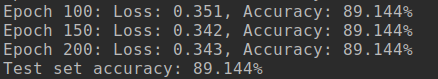 Epoch 100: Loss: 0.351, Accuracy: 89.144%
Epoch 150: Loss: 0.342, Accuracy: 89.144%
Epoch 200: Loss: 0.343, Accuracy: 89.144%
Test set accuracy: 89.144%